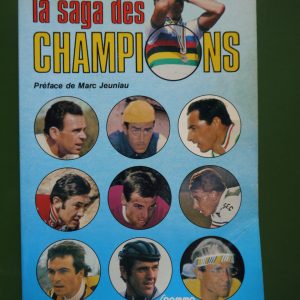 la saga des
CHAMPIONS
Préface de Marc Jeuniau